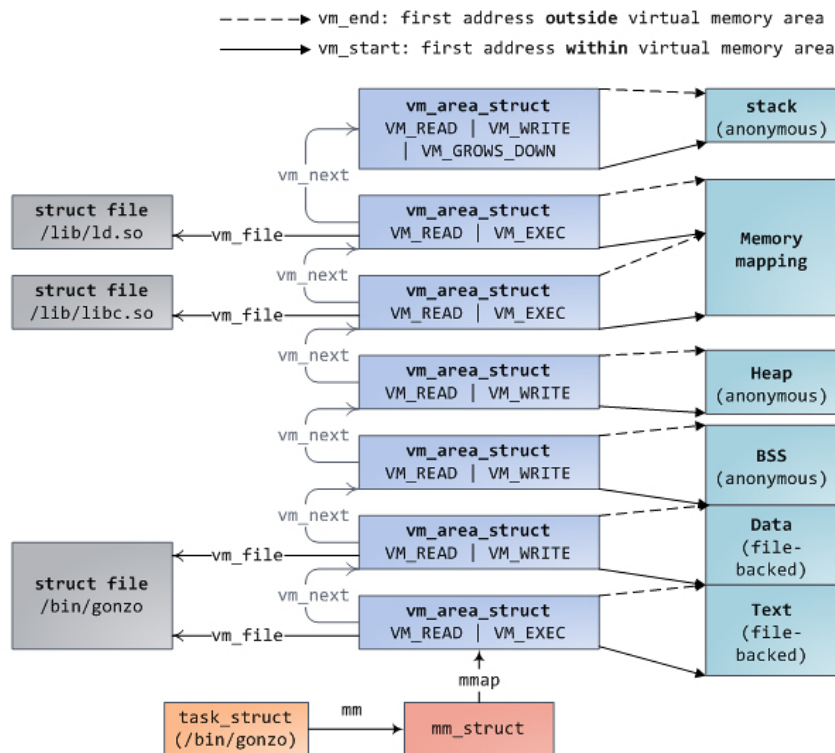 vm_end: first address outside virtual memory area
vm_start: first address within virtual memory area
vm_area_struct
VM_READ | VM_WRITE
| VM_GROWS_DOWN
stack
(anonymous)
vm_next
struct file
/lib/ld.so
vm_file
vm_area_struct
VM_READ | VM_EXEC
Memory
mapping
vm_next
struct file
/lib/libc.so
vm_file
vm_area_struct
VM_READ | VM_EXEC
vm_next
vm_area_struct
VM_READ | VM_WRITE
Heap
(anonymous)
vm_next
vm_area_struct
VM_READ | VM_WRITE
BSS
(anonymous)
vm_next
vm_area_struct
VM_READ | VM_WRITE
Data
(file-
backed)
vm_file
struct file
/bin/gonzo
vm_next
vm_file
vm_area_struct
VM_READ | VM_EXEC
Text
(file-
backed)
mmap
task_struct
(/bin/gonzo)
mm
mm_struct